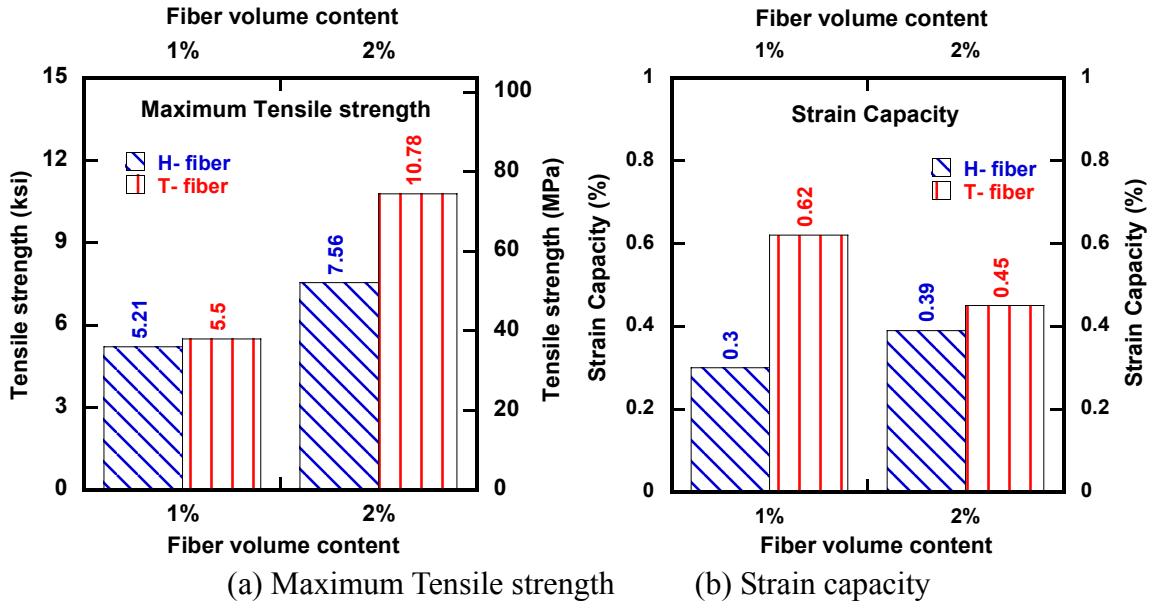 Fiber volume content
1% 2%
15
12
9
6
3
0
Tensile strength (ksi)
Maximum Tensile strength
H- fiber
T- fiber
5.21
5.5
7.56
10.78
100
80
60
40
20
0
Tensile strength (MPa)
1% 2%
Fiber volume content
(a) Maximum Tensile strength
Fiber volume content
1% 2%
1
0.8
0.6
0.4
0.2
0
Strain Capacity (%)
Strain Capacity
H- fiber
T- fiber
0.3
0.62
0.39
0.45
1
0.8
0.6
0.4
0.2
0
Strain Capacity (%)
1% 2%
Fiber volume content
(b) Strain capacity